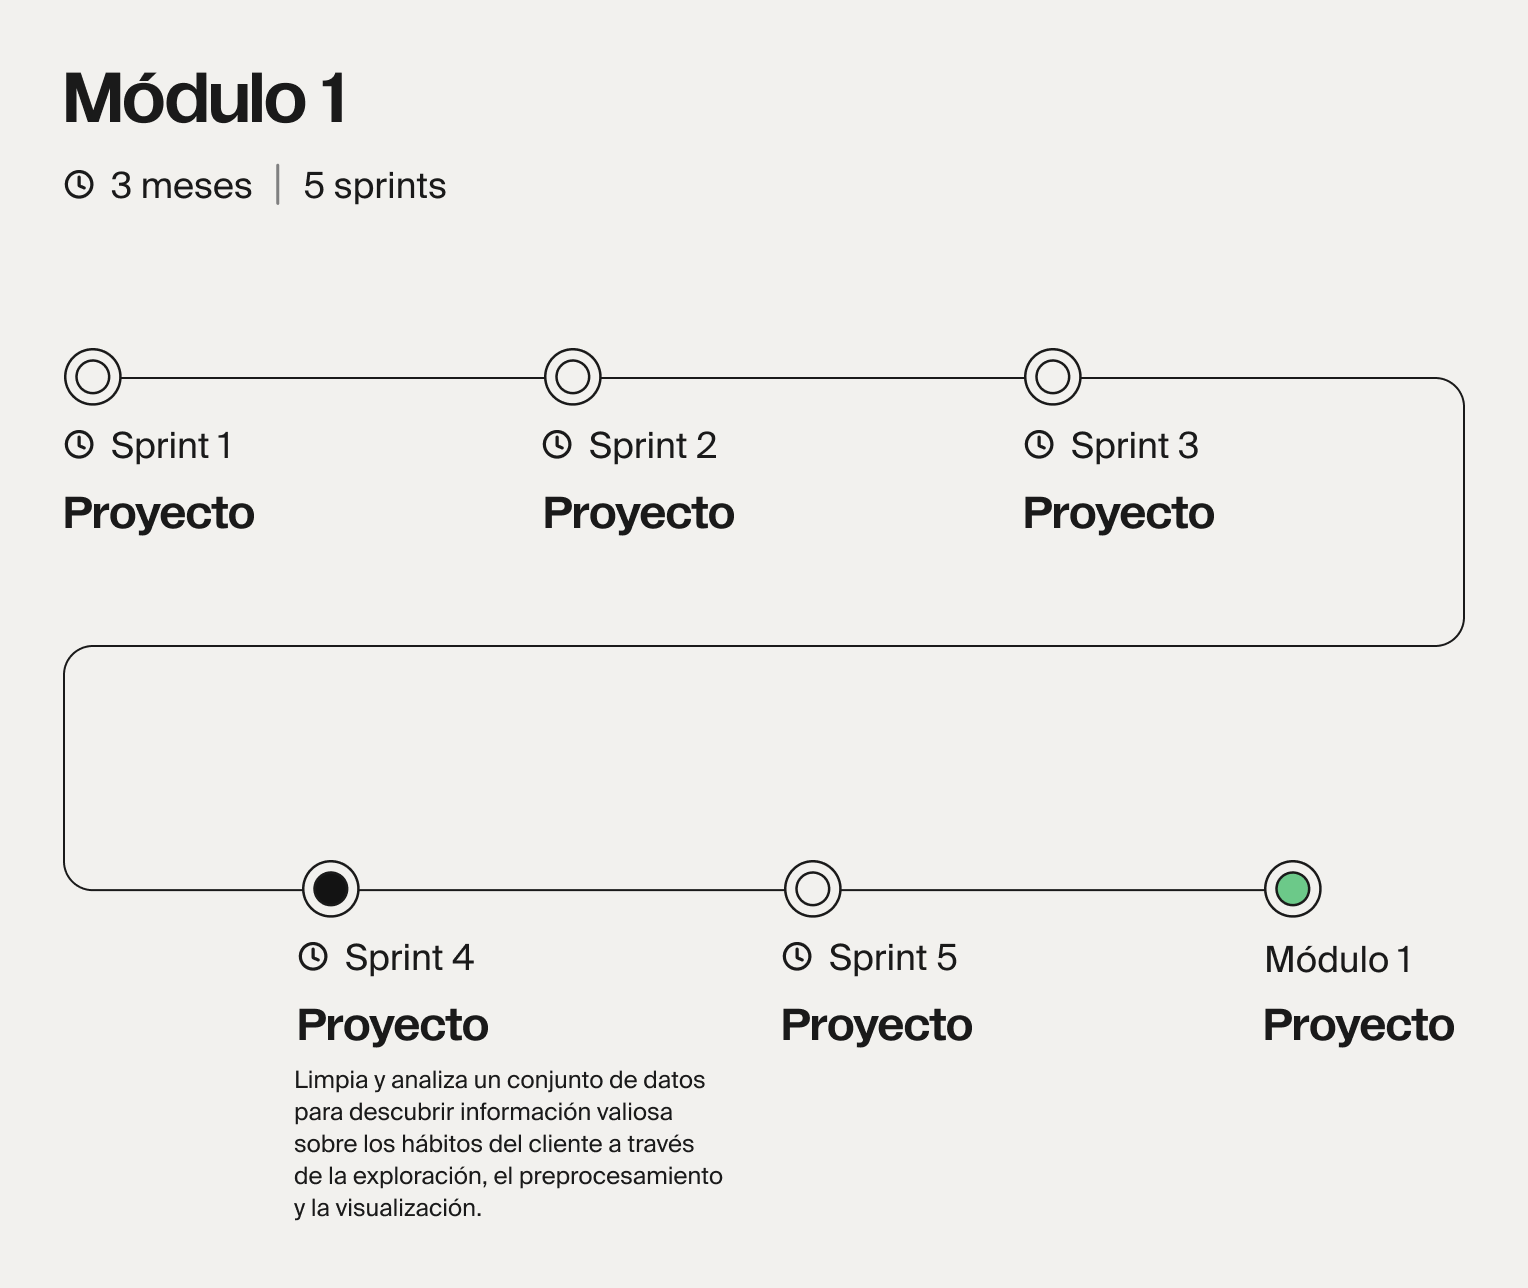 Módulo 1
3 meses | 5 sprints
Sprint 1
Proyecto
Sprint 2
Proyecto
Sprint 3
Proyecto
Sprint 4
Proyecto
Limpia y analiza un conjunto de datos
para descubrir información valiosa
sobre los hábitos del cliente a través
de la exploración, el preprocesamiento
y la visualización.
Sprint 5
Proyecto
Módulo 1
Proyecto